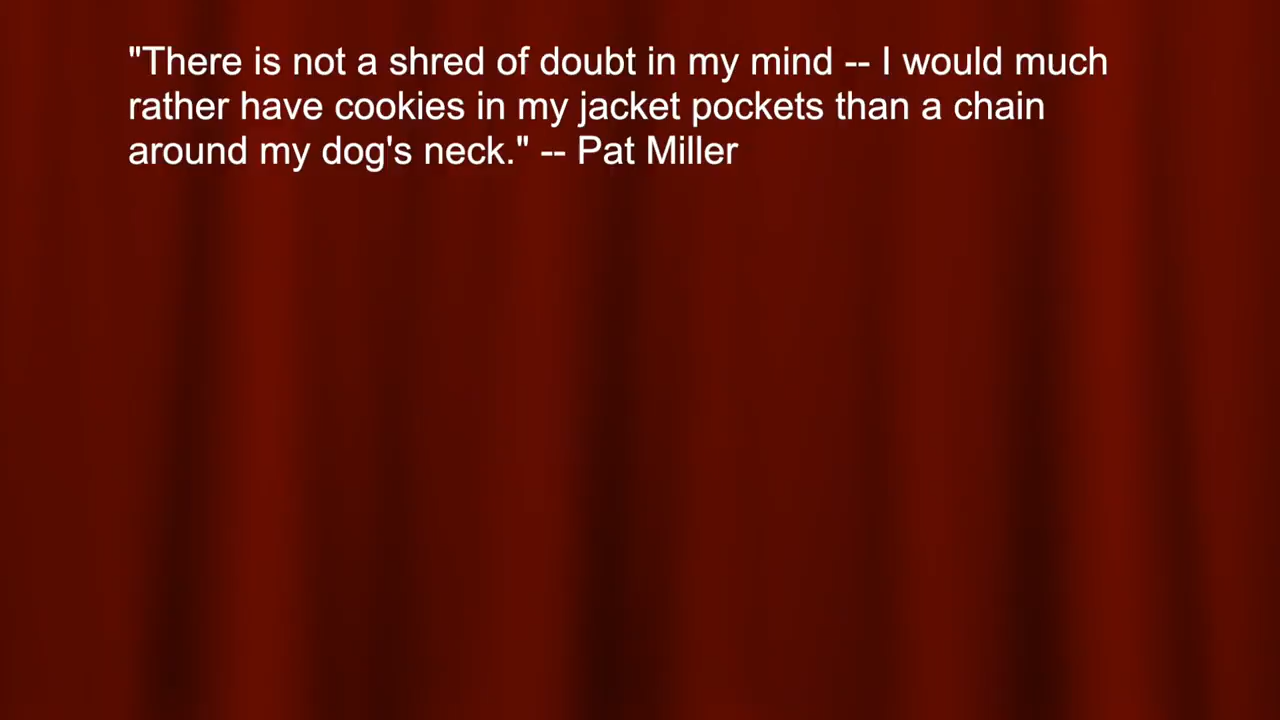 "There is not a shred of doubt in my mind -- I would much
rather have cookies in my jacket pockets than a chain
around my dog's neck." -- Pat Miller